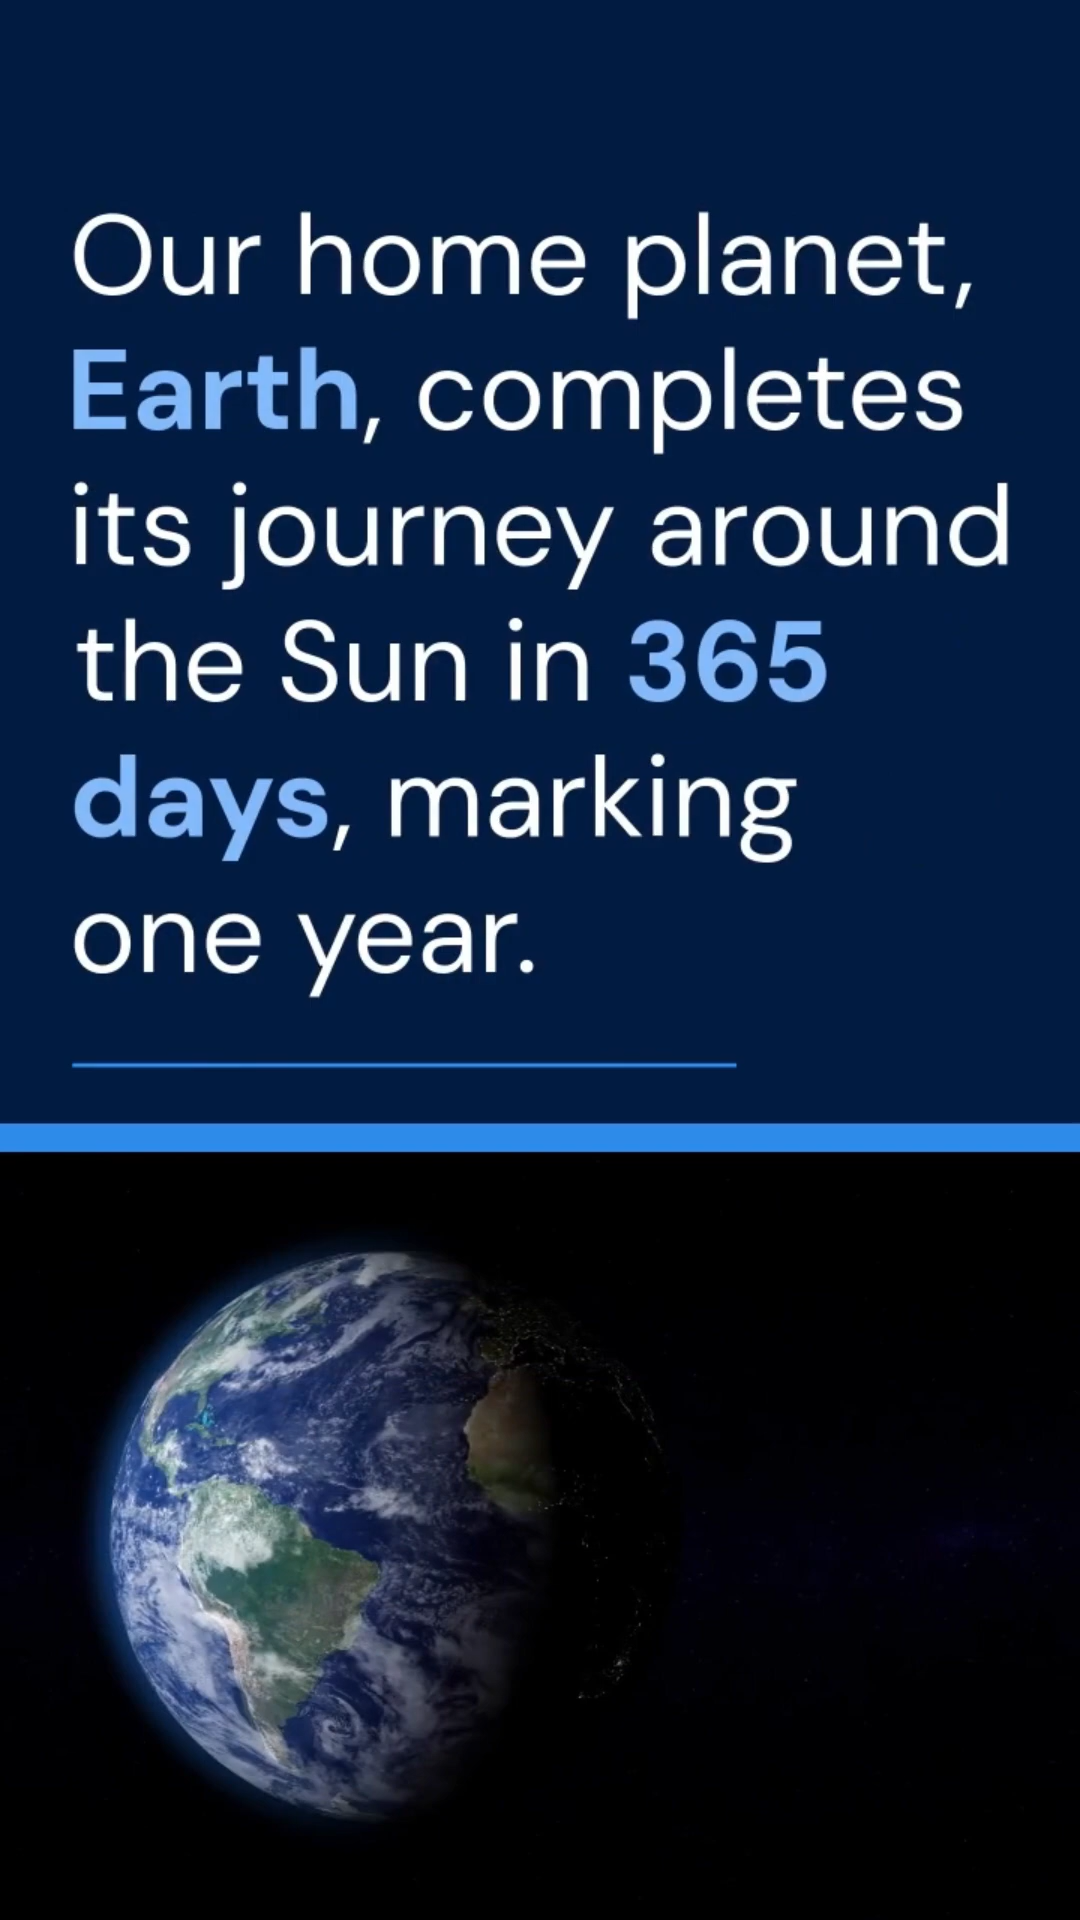 Our home planet,
Earth, completes
its journey around
the Sun in 365
days, marking
one year.